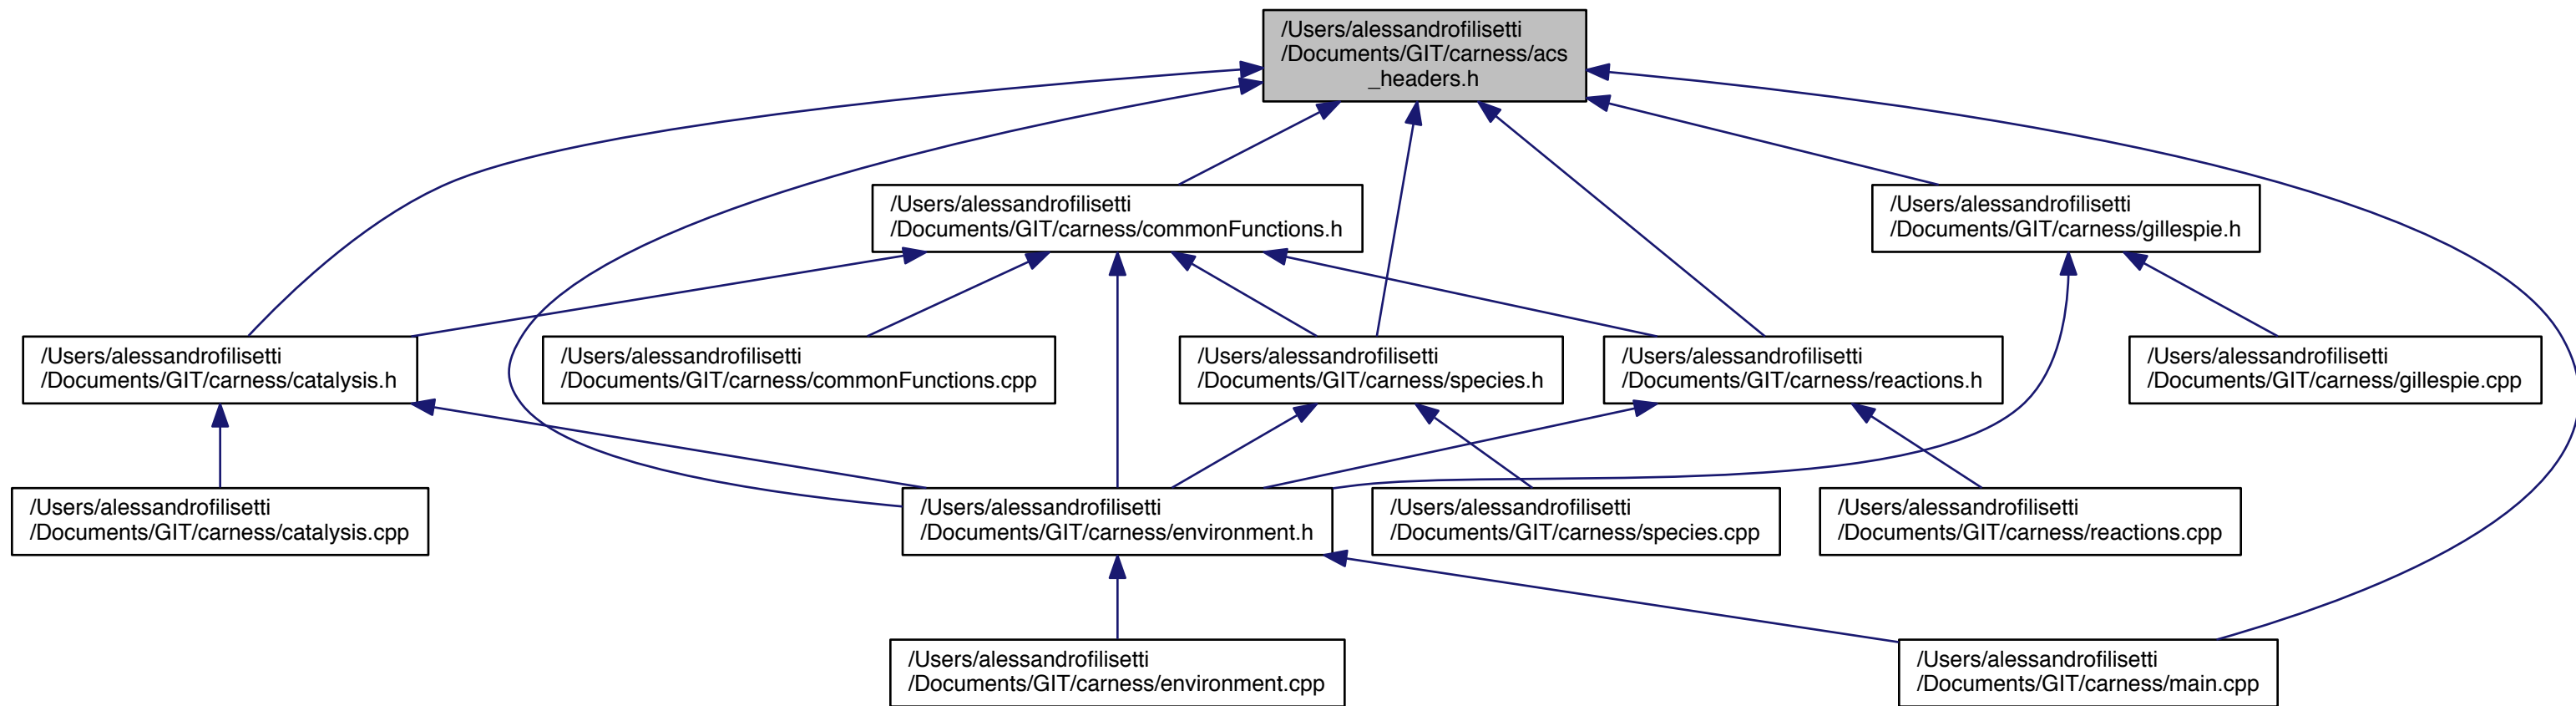 /Users/alessandrofilisetti
/Documents/GIT/carness/acs
_headers.h
/Users/alessandrofilisetti
/Documents/GIT/carness/commonFunctions.h
/Users/alessandrofilisetti
/Documents/GIT/carness/gillespie.h
/Users/alessandrofilisetti
/Documents/GIT/carness/catalysis.h
/Users/alessandrofilisetti
/Documents/GIT/carness/commonFunctions.cpp
/Users/alessandrofilisetti
/Documents/GIT/carness/species.h
/Users/alessandrofilisetti
/Documents/GIT/carness/reactions.h
/Users/alessandrofilisetti
/Documents/GIT/carness/gillespie.cpp
/Users/alessandrofilisetti
/Documents/GIT/carness/catalysis.cpp
/Users/alessandrofilisetti
/Documents/GIT/carness/environment.h
/Users/alessandrofilisetti
/Documents/GIT/carness/species.cpp
/Users/alessandrofilisetti
/Documents/GIT/carness/reactions.cpp
/Users/alessandrofilisetti
/Documents/GIT/carness/environment.cpp
/Users/alessandrofilisetti
/Documents/GIT/carness/main.cpp